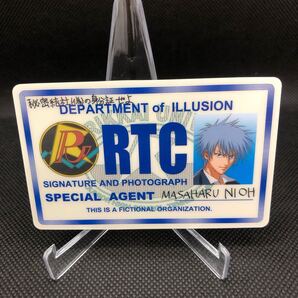 DEPARTMENT of ILLUSION
RTC
SIGNATURE AND PHOTOGRAPH
SPECIAL AGENT MASAHARU NIOH
THIS IS A FICTIONAL ORGANIZATION.